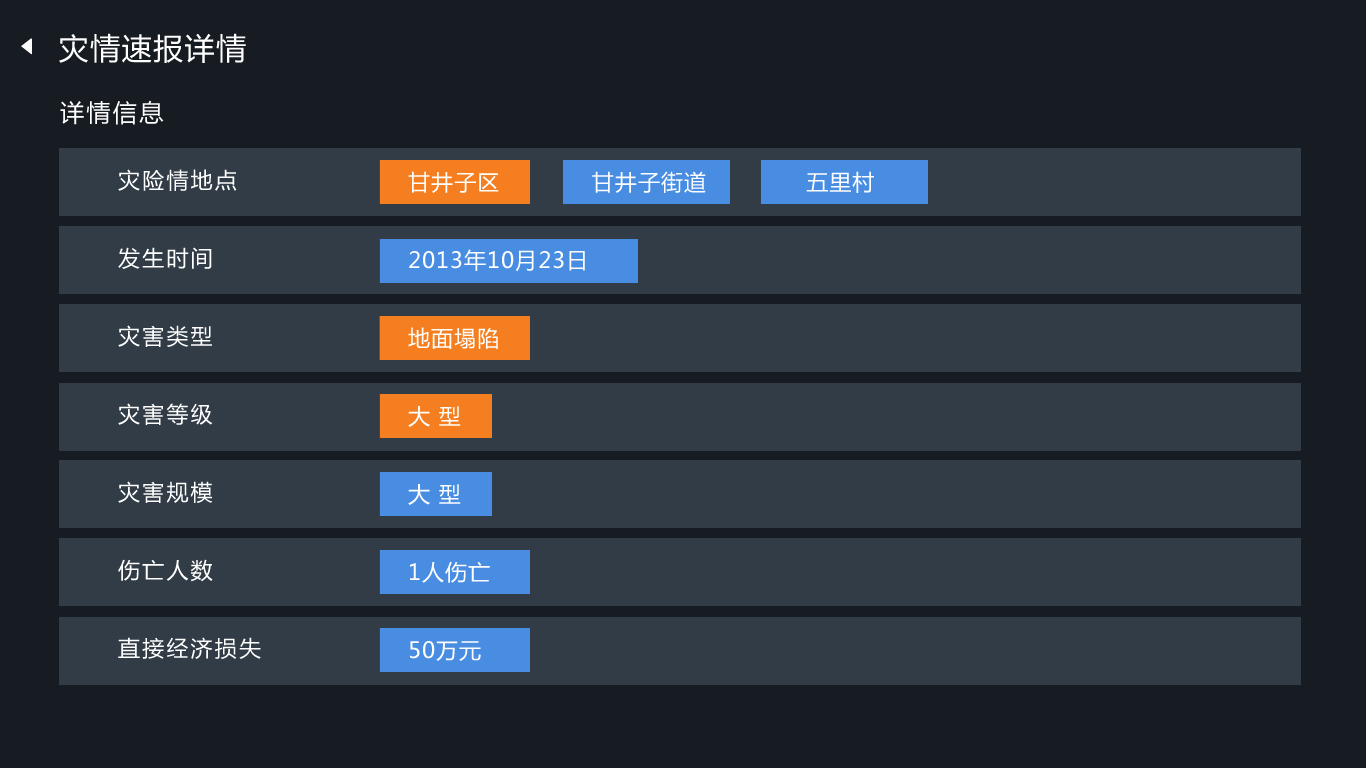 灾情速报详情
详情信息
灾险情地点 甘井子区 甘井子街道 五里村
发生时间 2013年10月23日
灾害类型 地面塌陷
灾害等级 大 型
灾害规模 大 型
伤亡人数 1人伤亡
直接经济损失 50万元